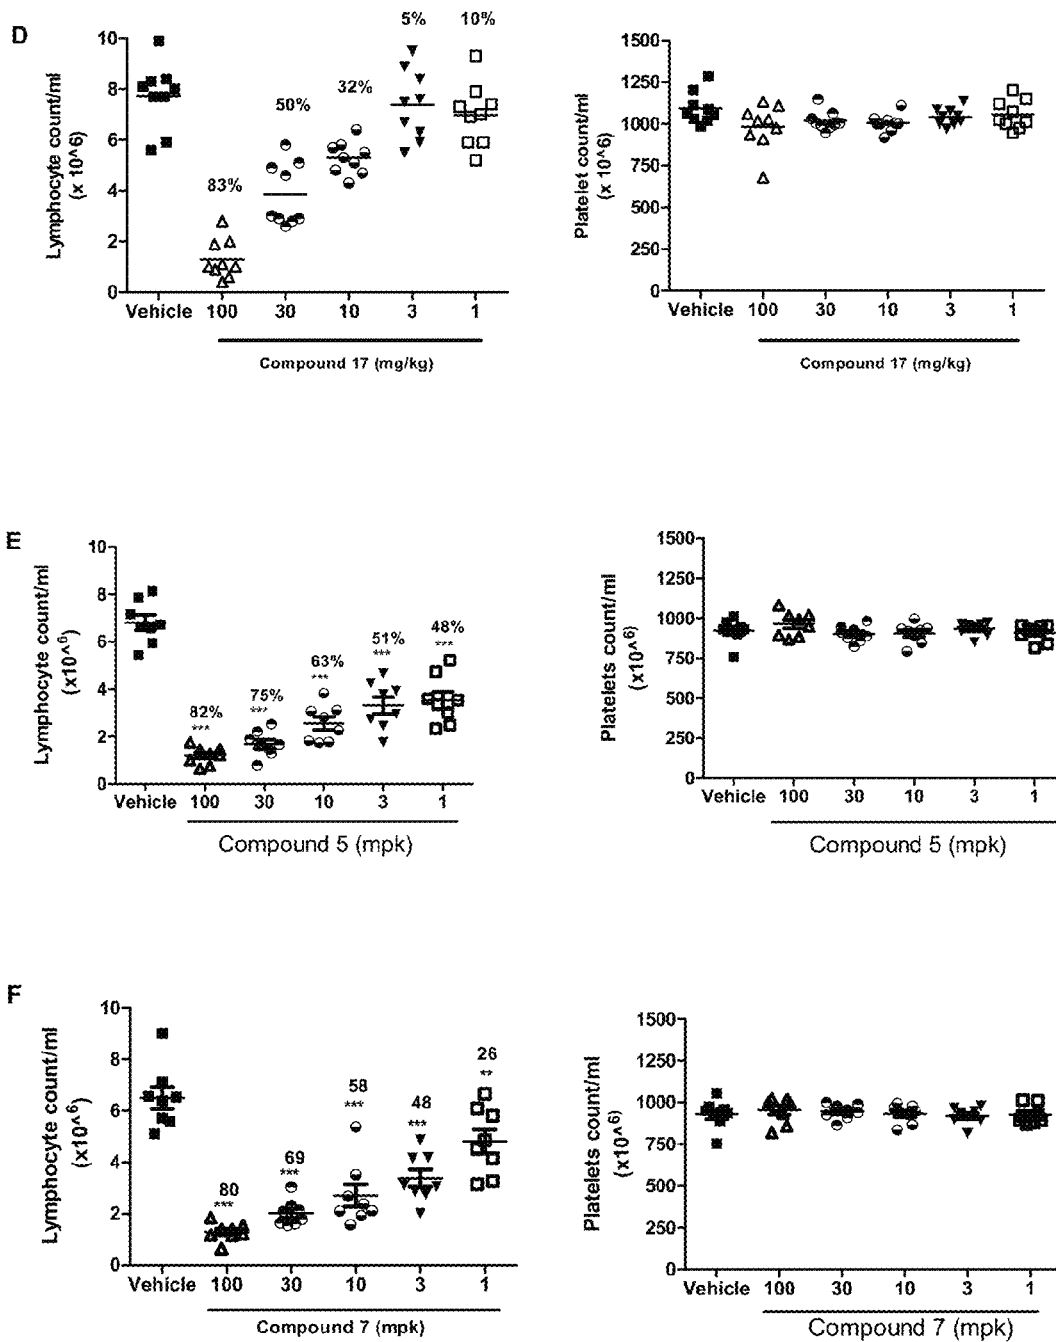 D
Lymphocyte count/ml
(x 10^6)
10
8
6
4
2
0
83%
50%
32%
5%
10%
Vehicle 100 30 10 3 1
Compound 17 (mg/kg)
Platelet count/ml
(x 10^6)
1500
1250
1000
750
500
250
0
Vehicle 100 30 10 3 1
Compound 17 (mg/kg)
E
Lymphocyte count/ml
(x10^6)
10
8
6
4
2
0
82%
***
75%
***
63%
***
51%
***
48%
***
Vehicle 100 30 10 3 1
Compound 5 (mpk)
Platelets count/ml
(x10^6)
1500
1250
1000
750
500
250
0
Vehicle 100 30 10 3 1
Compound 5 (mpk)
F
Lymphocyte count/ml
(x10^6)
10
8
6
4
2
0
80
***
69
***
58
***
48
***
26
**
Vehicle 100 30 10 3 1
Compound 7 (mpk)
Platelets count/ml
(x10^6)
1500
1250
1000
750
500
250
0
Vehicle 100 30 10 3 1
Compound 7 (mpk)